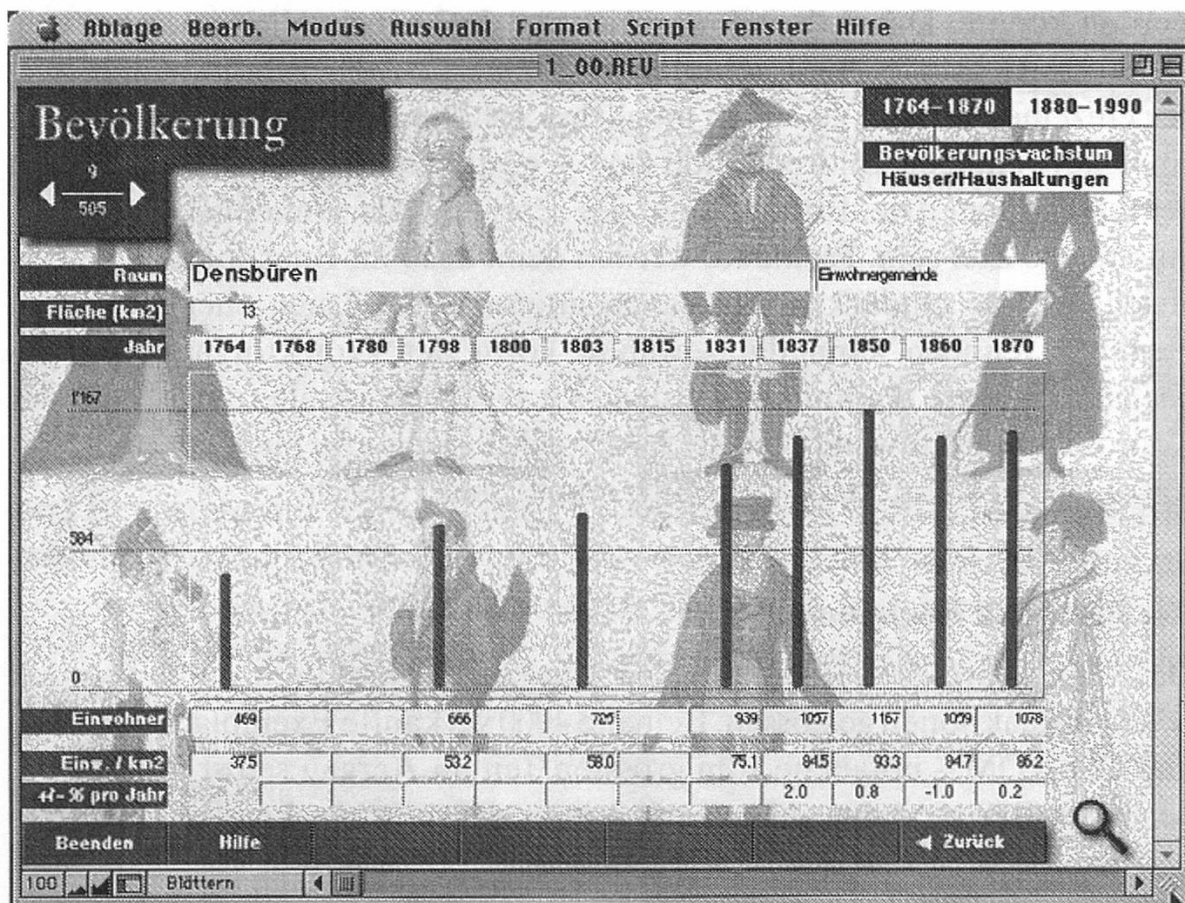 Ablage Bearb. Modus Auswahl Format Script Fenster Hilfe
1_00.REV
Bevölkerung
1764–1870 1880–1990
9
505
Bevölkerungswachstum
Häuser/Haushaltungen
Raum Densbüren Einwohnergemeinde
Fläche (km2) 13
Jahr 1764 1768 1780 1798 1800 1803 1815 1831 1837 1850 1860 1870
1'167
584
0
Einwohner 469 666 725 939 1057 1167 1059 1078
Einw. / km2 37.5 53.2 58.0 75.1 84.5 93.3 84.7 86.2
+/- % pro Jahr 2.0 0.8 -1.0 0.2
Beenden Hilfe Zurück
100 Blättern